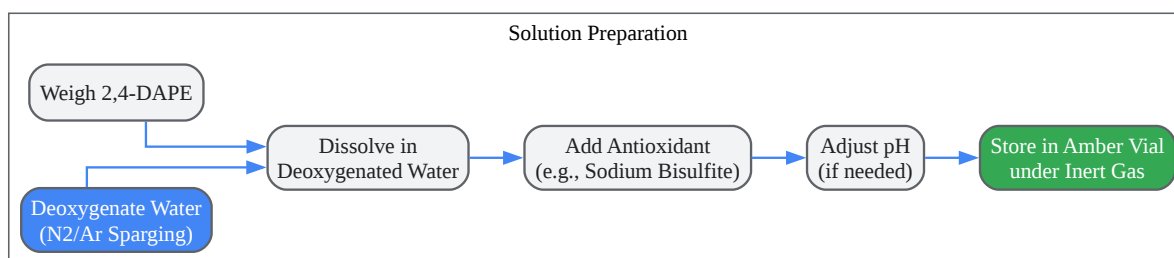 Solution Preparation
Weigh 2,4-DAPE
Deoxygenate Water
(N2/Ar Sparging)
Dissolve in
Deoxygenated Water
Add Antioxidant
(e.g., Sodium Bisulfite)
Adjust pH
(if needed)
Store in Amber Vial
under Inert Gas